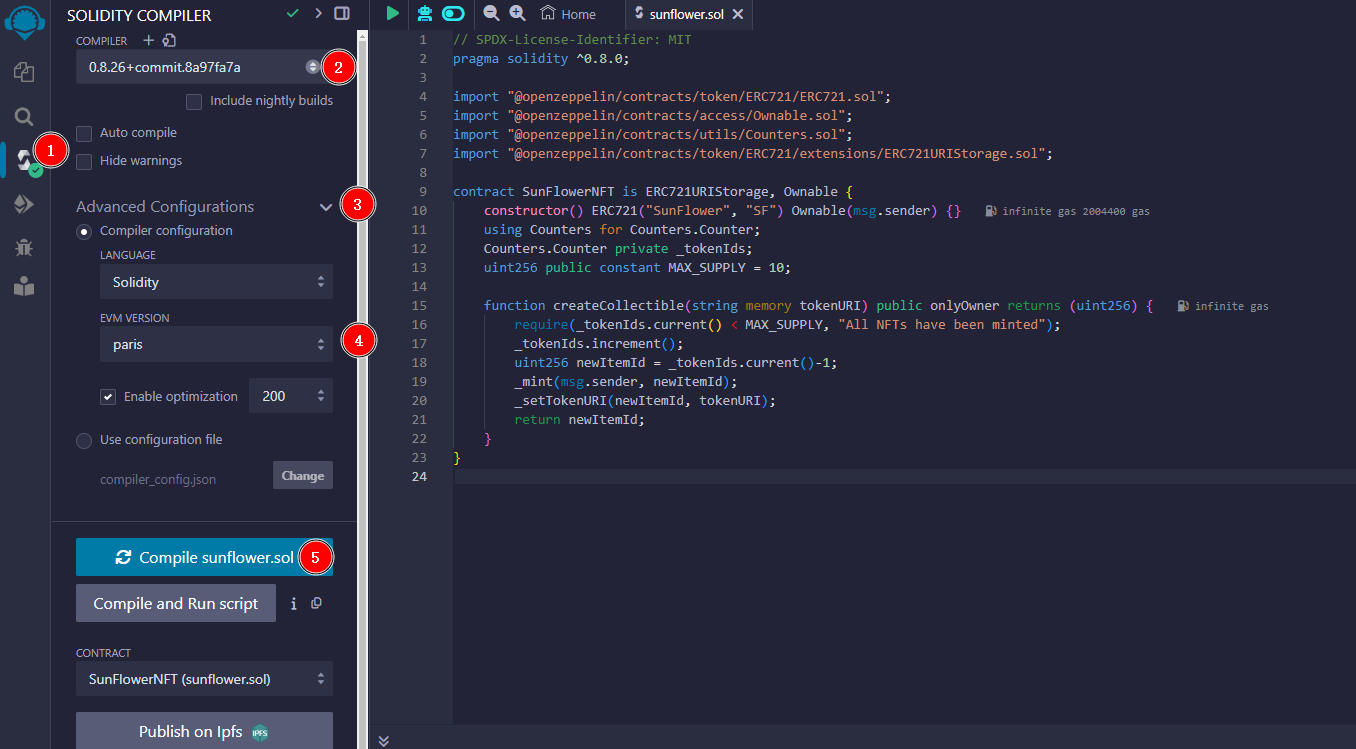 SOLIDITY COMPILER
COMPILER
0.8.26+commit.8a97fa7a
2
Include nightly builds
Auto compile
1
Hide warnings
Advanced Configurations
3
Compiler configuration
LANGUAGE
Solidity
EVM VERSION
paris
4
Enable optimization
200
Use configuration file
compiler_config.json
Change
Compile sunflower.sol
5
Compile and Run script
i
CONTRACT
SunFlowerNFT (sunflower.sol)
Publish on Ipfs
IPFS
Home
sunflower.sol
1 // SPDX-License-Identifier: MIT
2 pragma solidity ^0.8.0;
3
4 import "@openzeppelin/contracts/token/ERC721/ERC721.sol";
5 import "@openzeppelin/contracts/access/Ownable.sol";
6 import "@openzeppelin/contracts/utils/Counters.sol";
7 import "@openzeppelin/contracts/token/ERC721/extensions/ERC721URIStorage.sol";
8
9 contract SunFlowerNFT is ERC721URIStorage, Ownable {
10 constructor() ERC721("SunFlower", "SF") Ownable(msg.sender) {} infinite gas 2004400 gas
11 using Counters for Counters.Counter;
12 Counters.Counter private _tokenIds;
13 uint256 public constant MAX_SUPPLY = 10;
14
15 function createCollectible(string memory tokenURI) public onlyOwner returns (uint256) { infinite gas
16 require(_tokenIds.current() < MAX_SUPPLY, "All NFTs have been minted");
17 _tokenIds.increment();
18 uint256 newItemId = _tokenIds.current()-1;
19 _mint(msg.sender, newItemId);
20 _setTokenURI(newItemId, tokenURI);
21 return newItemId;
22 }
23 }
24